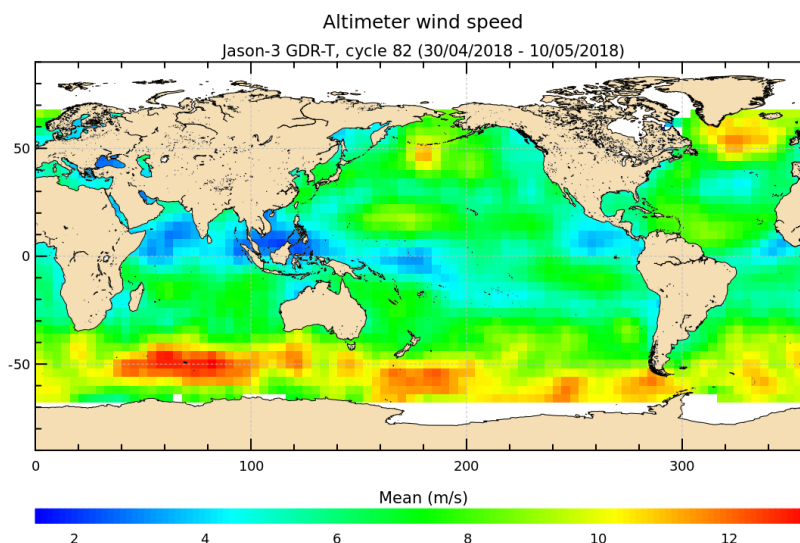 Altimeter wind speed
Jason-3 GDR-T, cycle 82 (30/04/2018 - 10/05/2018)
50
0
-50
0 100 200 300
Mean (m/s)
2 4 6 8 10 12